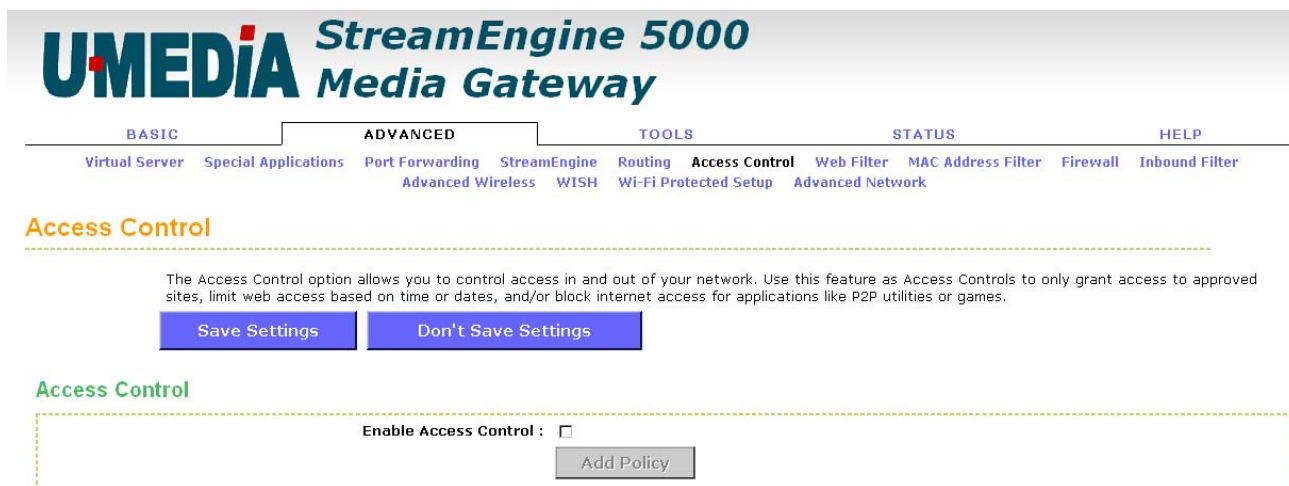 U-MEDIA StreamEngine 5000
Media Gateway
BASIC ADVANCED TOOLS STATUS HELP
Virtual Server Special Applications Port Forwarding StreamEngine Routing Access Control Web Filter MAC Address Filter Firewall Inbound Filter
Advanced Wireless WISH Wi-Fi Protected Setup Advanced Network
Access Control
The Access Control option allows you to control access in and out of your network. Use this feature as Access Controls to only grant access to approved
sites, limit web access based on time or dates, and/or block internet access for applications like P2P utilities or games.
Save Settings Don't Save Settings
Access Control
Enable Access Control :
Add Policy